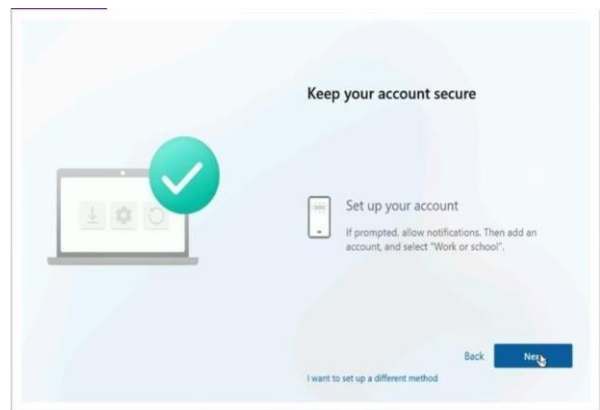 Keep your account secure
Set up your account
If prompted, allow notifications. Then add an
account, and select "Work or school".
Back
Next
I want to set up a different method